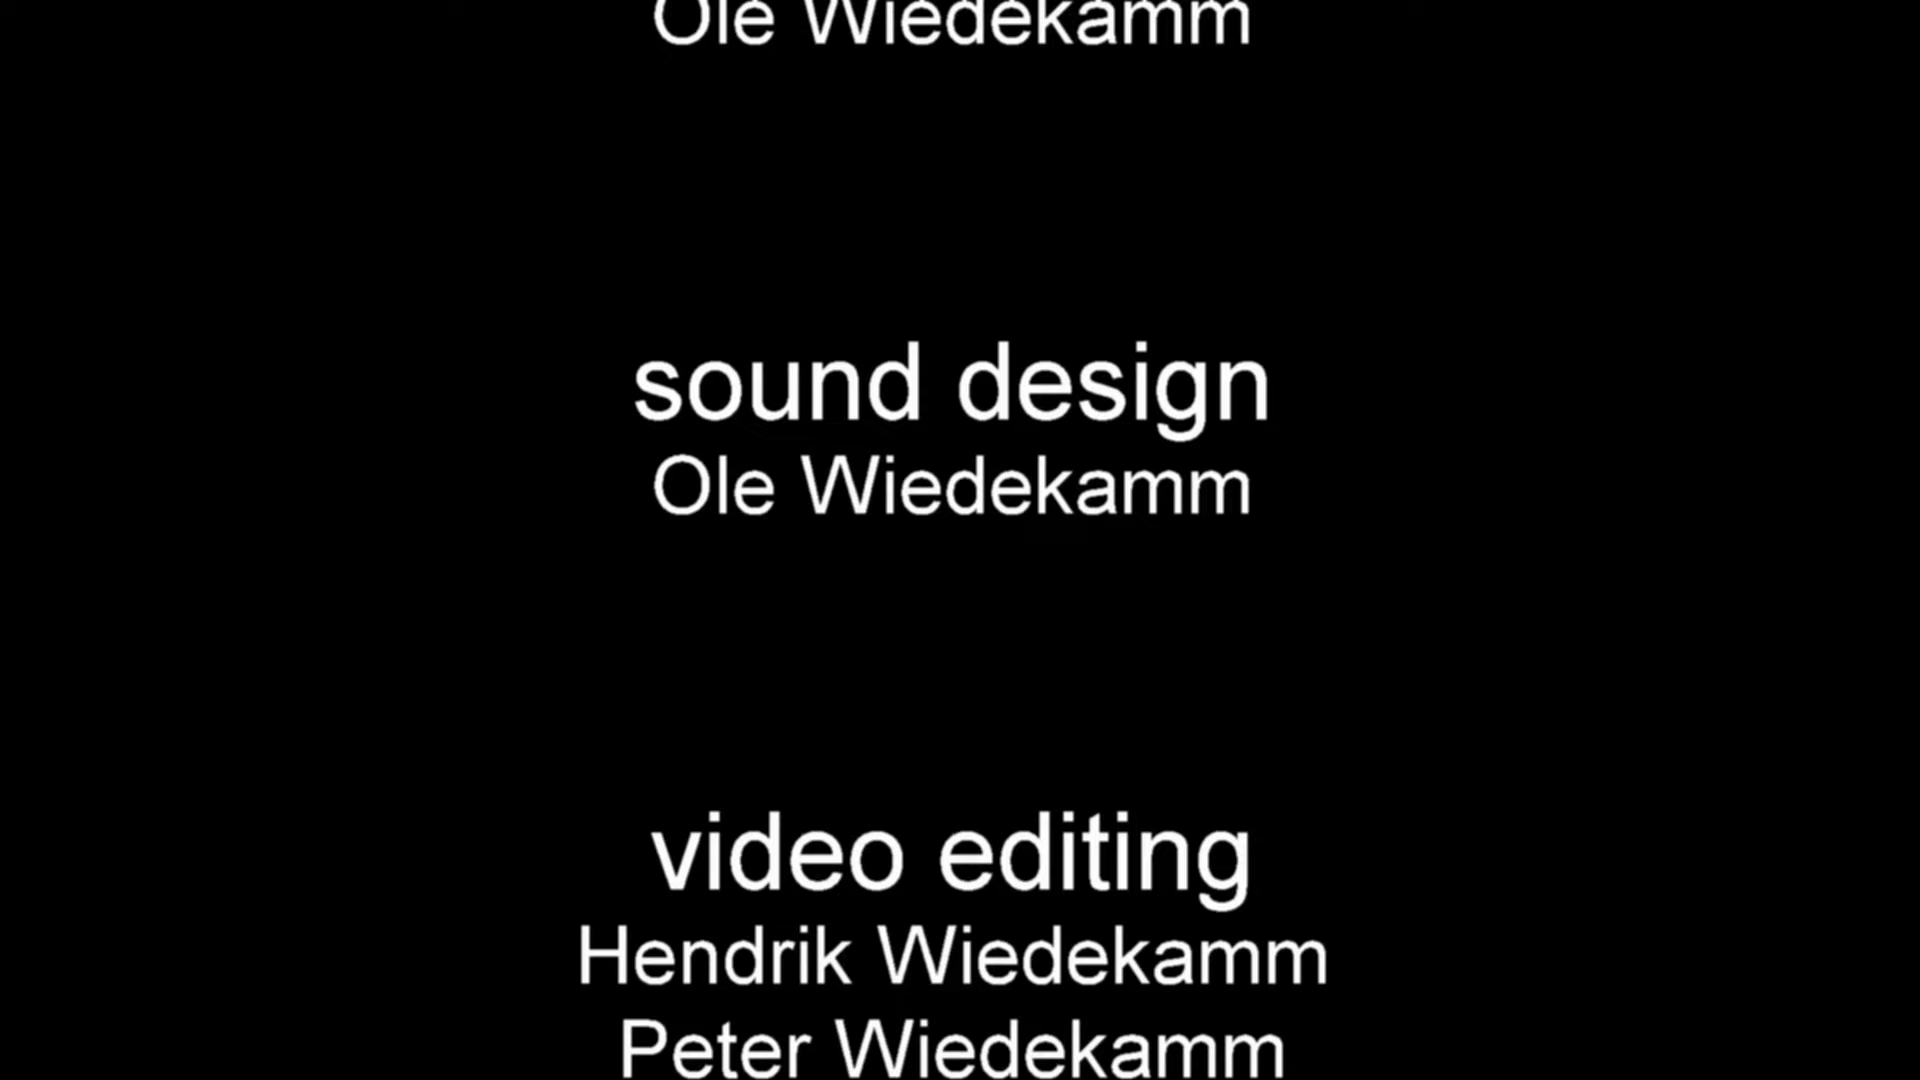 Ole Wiedekamm
sound design
Ole Wiedekamm
video editing
Hendrik Wiedekamm
Peter Wiedekamm